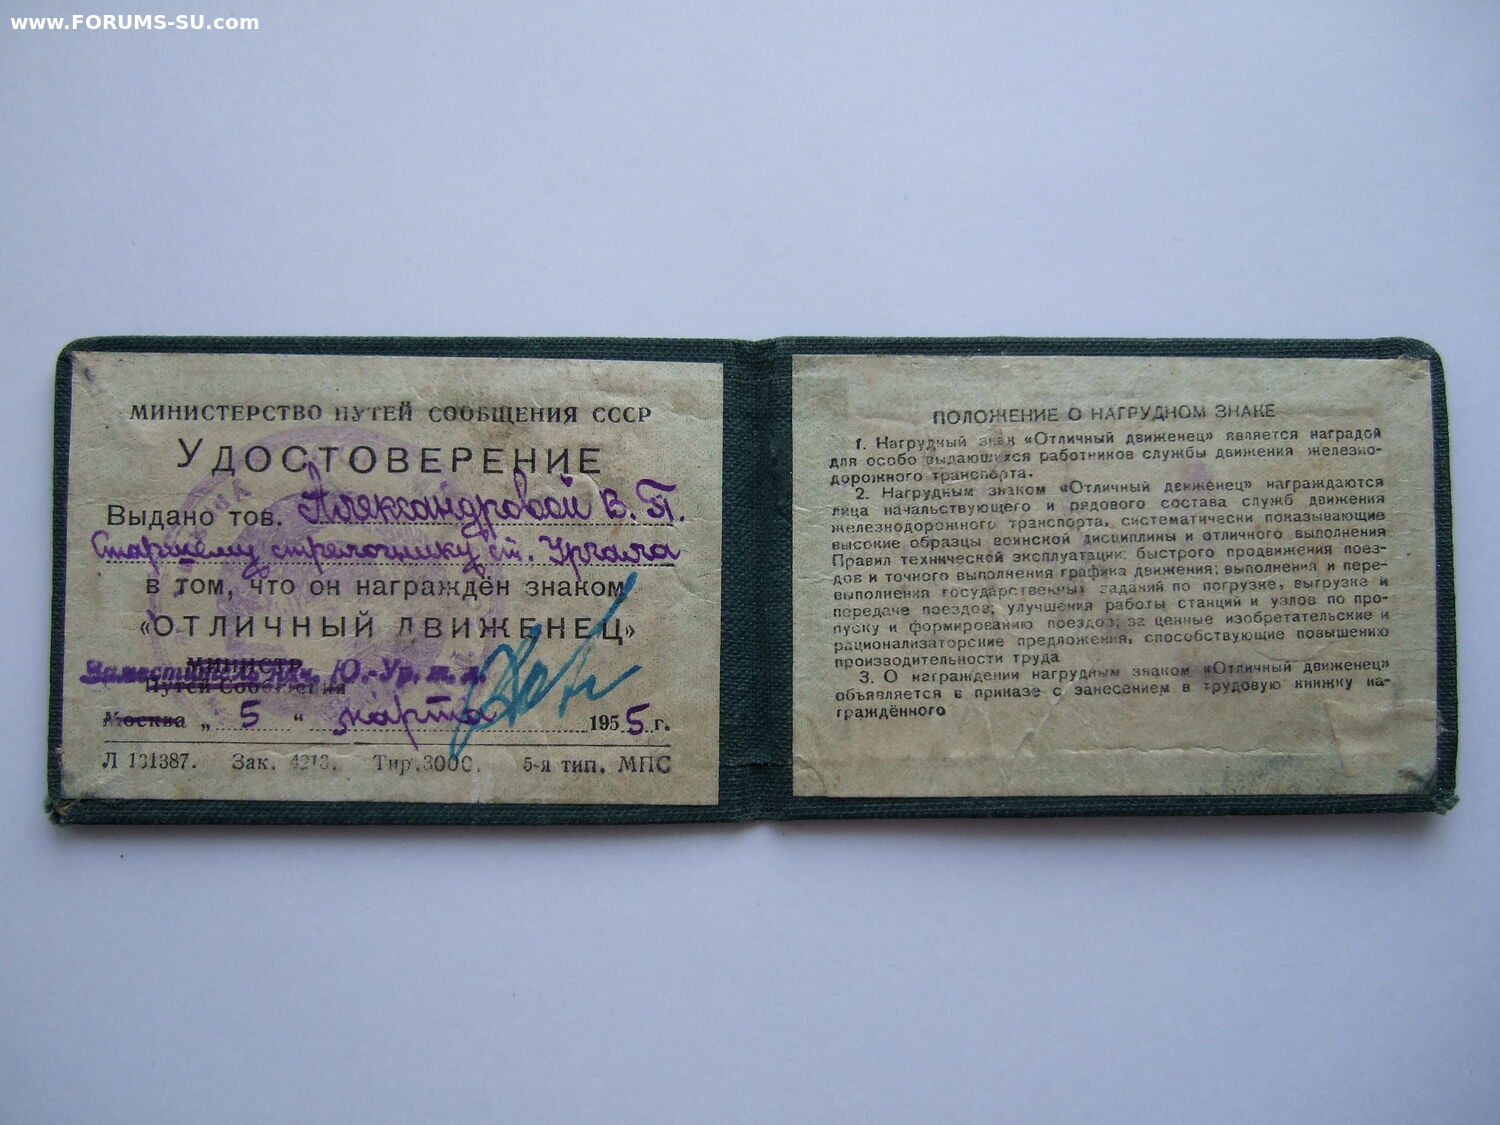 www.FORUMS-SU.com
МИНИСТЕРСТВО ПУТЕЙ СООБЩЕНИЯ СССР
УДОСТОВЕРЕНИЕ
Выдано тов. Александровой В. П.
Старшему стрелочнику ст. Ургала
в том, что он награждён знаком
«ОТЛИЧНЫЙ ДВИЖЕНЕЦ»
МИНИСТР
Заместитель Нач. Ю.-Ур. ж. д.
Путей Сообщения
Москва „ 5 “ марта 1955 г.
Л 131387. Зак. 4213. Тир. 3000. 5-я тип. МПС
ПОЛОЖЕНИЕ О НАГРУДНОМ ЗНАКЕ
1. Нагрудный знак «Отличный движенец» является наградой
для особо выдающихся работников службы движения железно-
дорожного транспорта.
2. Нагрудным знаком «Отличный движенец» награждаются
лица начальствующего и рядового состава служб движения
железнодорожного транспорта, систематически показывающие
высокие образцы воинской дисциплины и отличного выполнения
Правил технической эксплуатации; быстрого продвижения поез-
дов и точного выполнения графика движения; выполнения и пере-
выполнения государственных заданий по погрузке, выгрузке и
передаче поездов; улучшения работы станций и узлов по про-
пуску и формированию поездов; за ценные изобретательские и
рационализаторские предложения, способствующие повышению
производительности труда
3. О награждении нагрудным знаком «Отличный движенец»
объявляется в приказе с занесением в трудовую книжку на-
граждённого